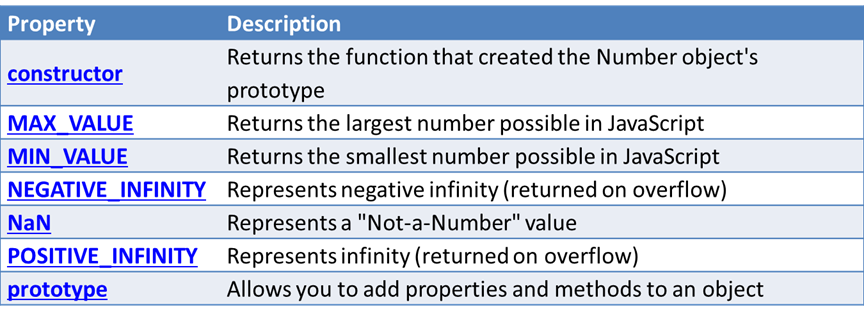 Property Description
constructor Returns the function that created the Number object's
prototype
MAX_VALUE Returns the largest number possible in JavaScript
MIN_VALUE Returns the smallest number possible in JavaScript
NEGATIVE_INFINITY Represents negative infinity (returned on overflow)
NaN Represents a "Not-a-Number" value
POSITIVE_INFINITY Represents infinity (returned on overflow)
prototype Allows you to add properties and methods to an object